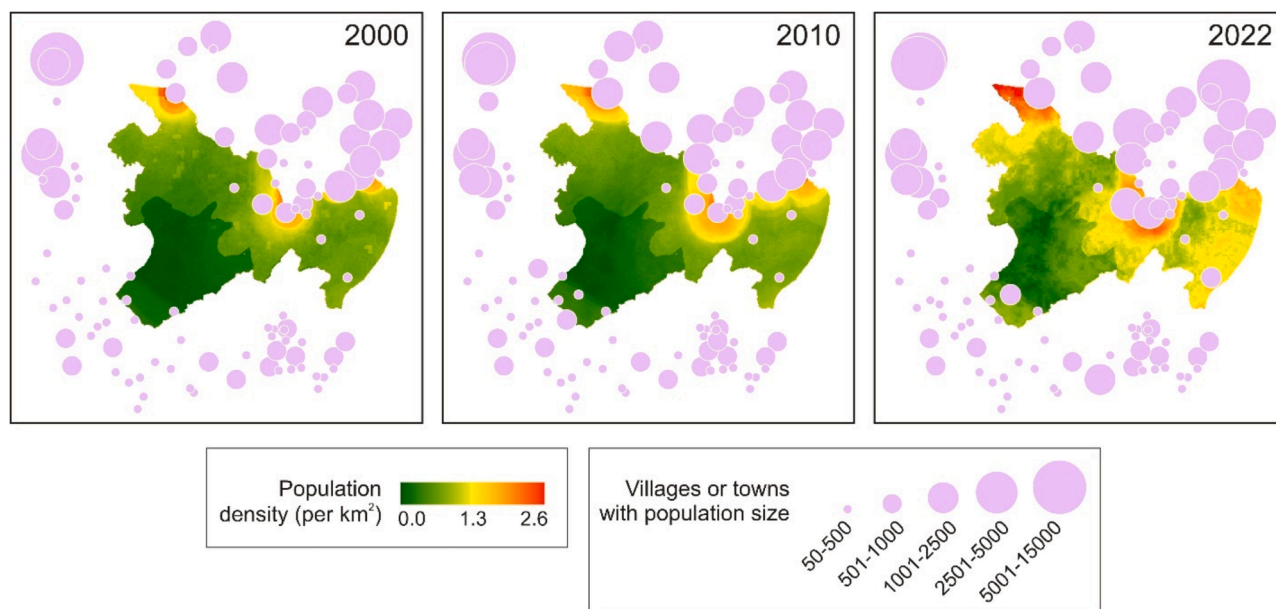 2000
2010
2022
Population
density (per km²)
0.0 1.3 2.6
Villages or towns
with population size
50-500
501-1000
1001-2500
2501-5000
5001-15000